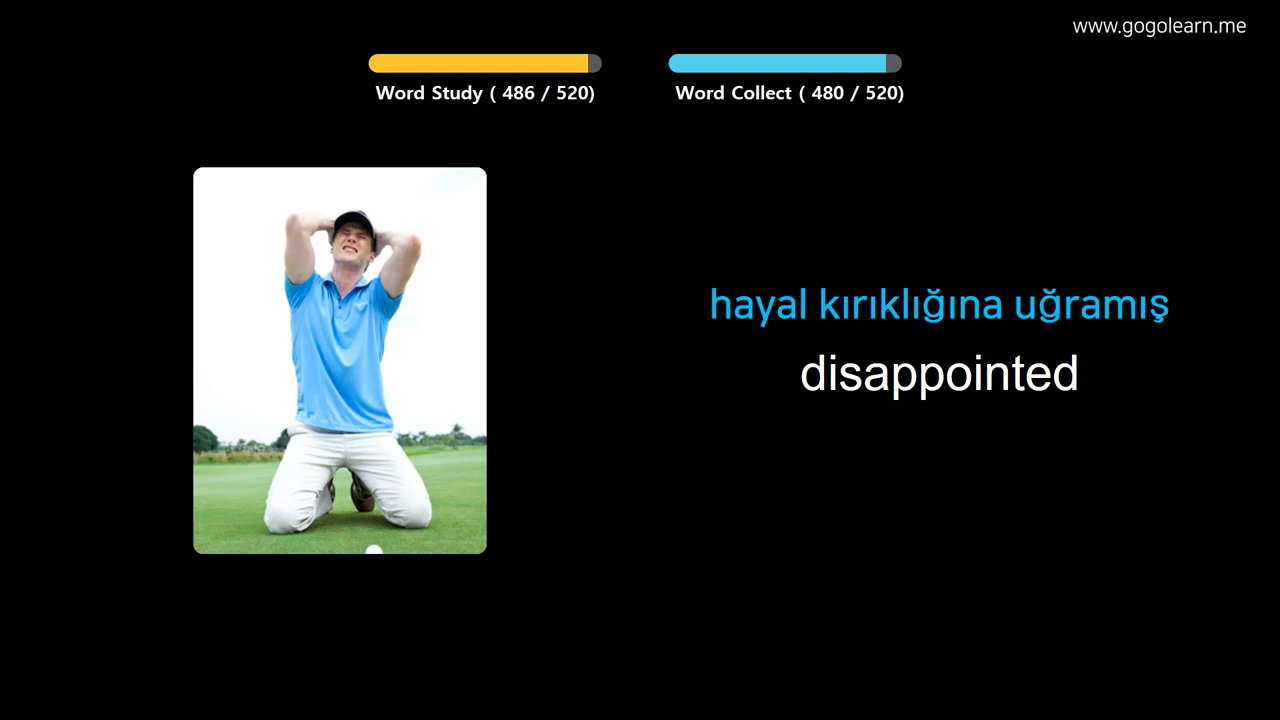 www.gogolearn.me
Word Study ( 486 / 520)
Word Collect ( 480 / 520)
hayal kırıklığına uğramış
disappointed